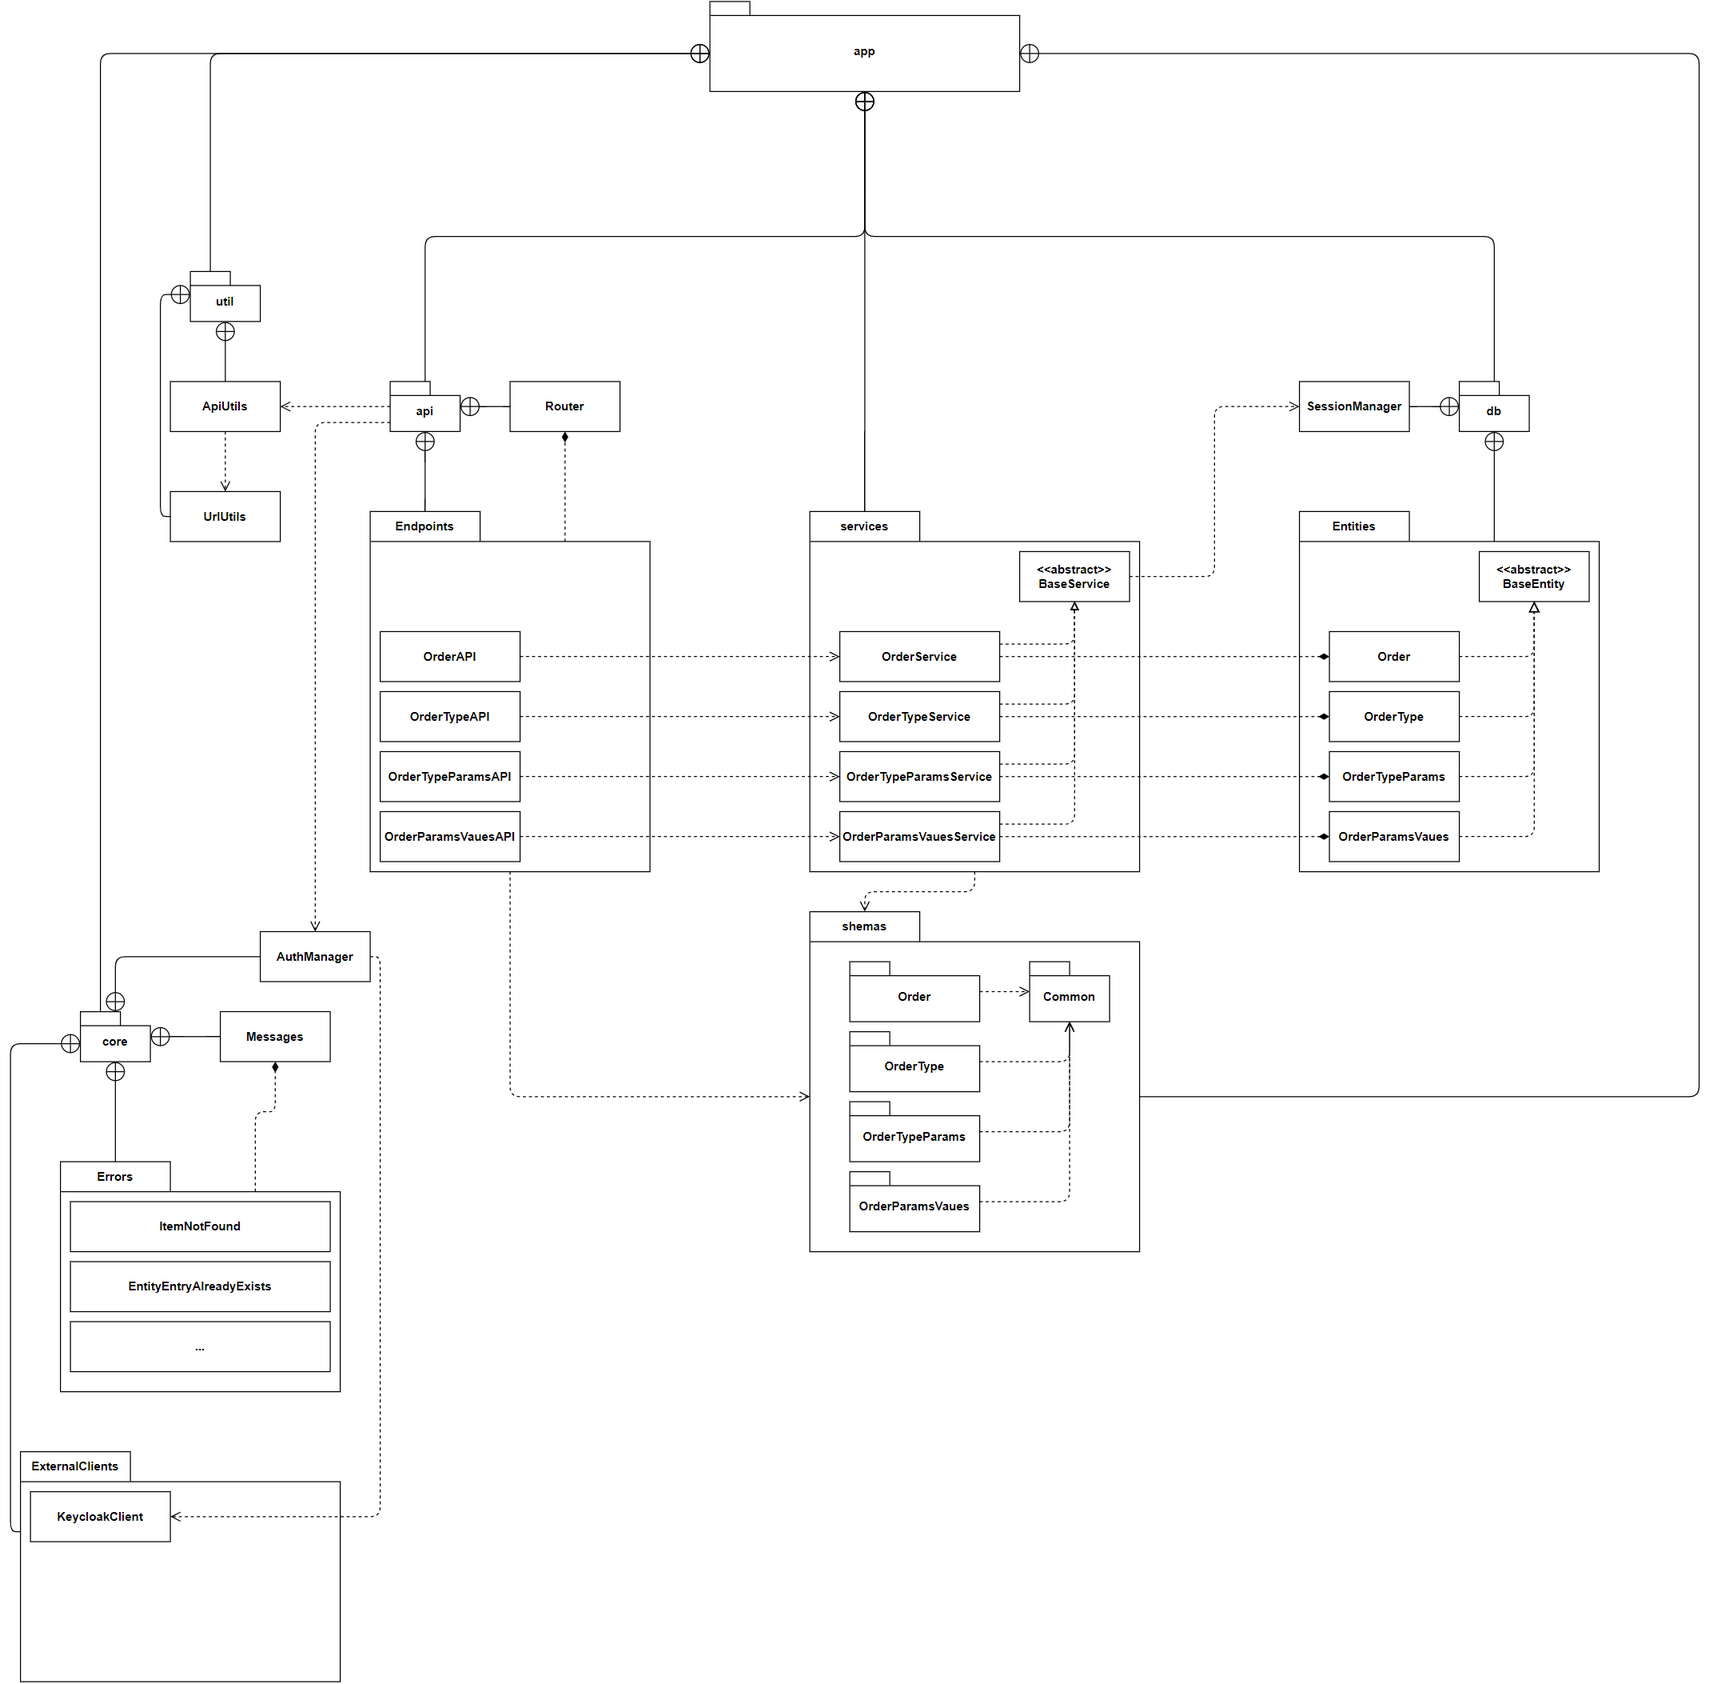 app
util
ApiUtils
api
Router
SessionManager
db
UrlUtils
Endpoints
services
Entities
<<abstract>>
BaseService
<<abstract>>
BaseEntity
OrderAPI
OrderService
Order
OrderTypeAPI
OrderTypeService
OrderType
OrderTypeParamsAPI
OrderTypeParamsService
OrderTypeParams
OrderParamsVauesAPI
OrderParamsVauesService
OrderParamsVaues
shemas
AuthManager
Order
Common
core
Messages
OrderType
OrderTypeParams
Errors
OrderParamsVaues
ItemNotFound
EntityEntryAlreadyExists
...
ExternalClients
KeycloakClient